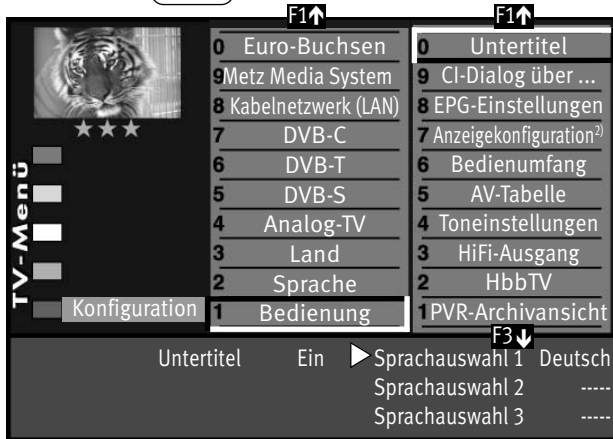 F1↑ F1↑
0 Euro-Buchsen
9 Metz Media System
8 Kabelnetzwerk (LAN)
7 DVB-C
6 DVB-T
5 DVB-S
4 Analog-TV
3 Land
2 Sprache
1 Bedienung
0 Untertitel
9 CI-Dialog über ...
8 EPG-Einstellungen
7 Anzeigekonfiguration²⁾
6 Bedienumfang
5 AV-Tabelle
4 Toneinstellungen
3 HiFi-Ausgang
2 HbbTV
1 PVR-Archivansicht
F3↓
TV-Menü
Konfiguration
Untertitel Ein ▷ Sprachauswahl 1 Deutsch
Sprachauswahl 2 -----
Sprachauswahl 3 -----